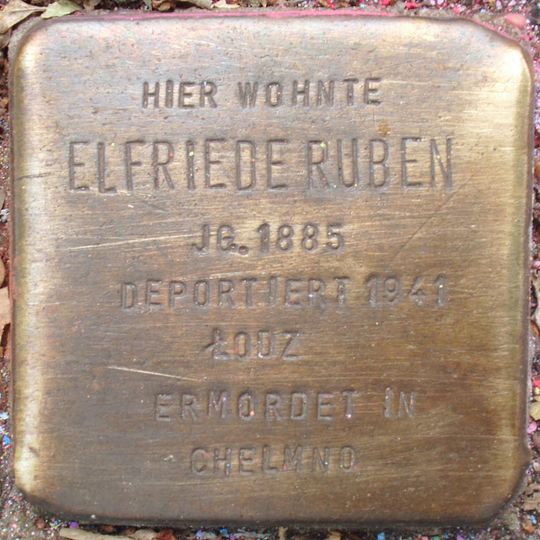 HIER WOHNTE
ELFRIEDE RUBEN
JG. 1885
DEPORTIERT 1941
ŁODZ
ERMORDET IN
CHELMNO